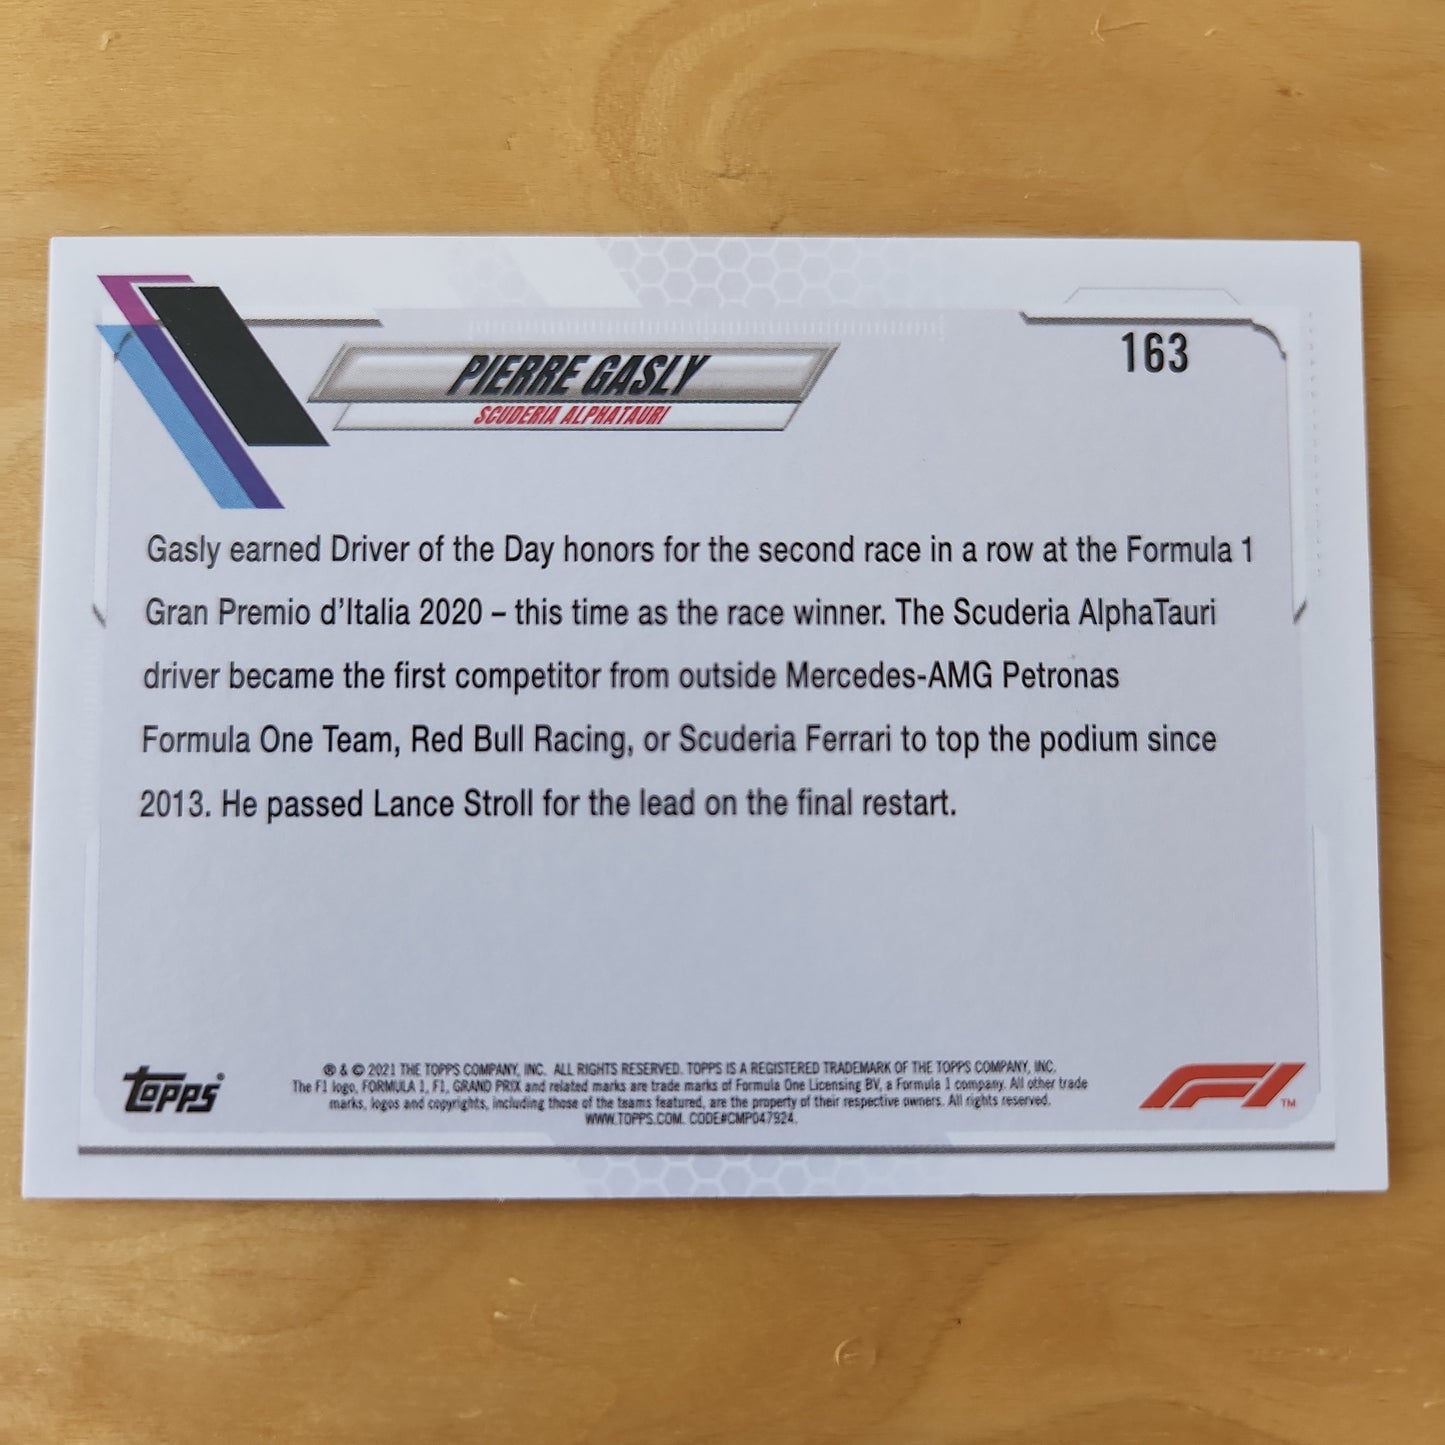 163
PIERRE GASLY
SCUDERIA ALPHATAURI
Gasly earned Driver of the Day honors for the second race in a row at the Formula 1
Gran Premio d'Italia 2020 – this time as the race winner. The Scuderia AlphaTauri
driver became the first competitor from outside Mercedes-AMG Petronas
Formula One Team, Red Bull Racing, or Scuderia Ferrari to top the podium since
2013. He passed Lance Stroll for the lead on the final restart.
TOPPS®
® & © 2021 THE TOPPS COMPANY, INC. ALL RIGHTS RESERVED. TOPPS IS A REGISTERED TRADEMARK OF THE TOPPS COMPANY, INC.
The F1 logo, FORMULA 1, F1, GRAND PRIX and related marks are trade marks of Formula One Licensing BV, a Formula 1 company. All other trade
marks, logos and copyrights, including those of the teams featured, are the property of their respective owners. All rights reserved.
WWW.TOPPS.COM. CODE#CMP047924.
F1™